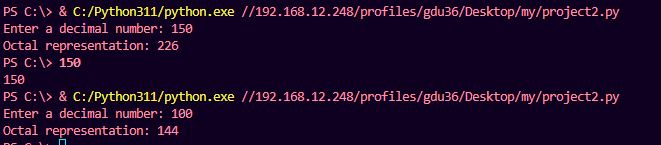 PS C:\> & C:/Python311/python.exe //192.168.12.248/profiles/gdu36/Desktop/my/project2.py
Enter a decimal number: 150
Octal representation: 226
PS C:\> 150
150
PS C:\> & C:/Python311/python.exe //192.168.12.248/profiles/gdu36/Desktop/my/project2.py
Enter a decimal number: 100
Octal representation: 144
PS C:\>